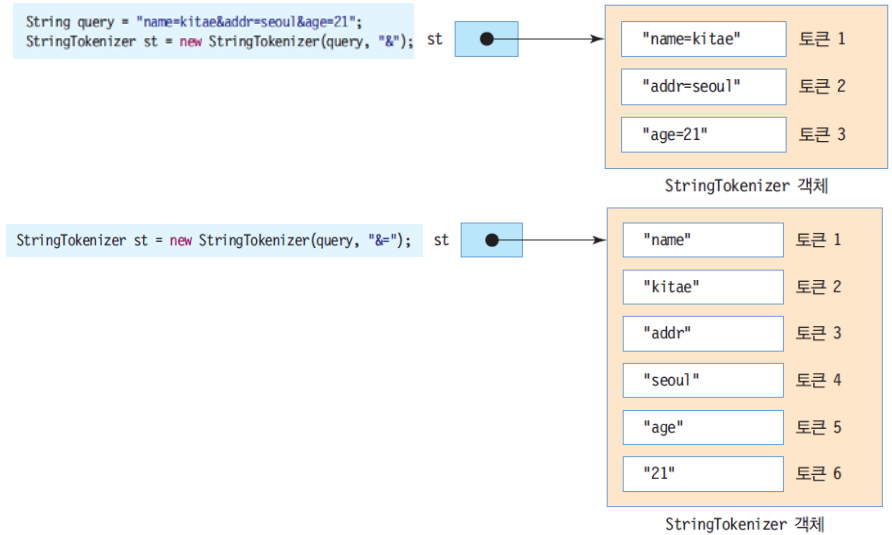 String query = "name=kitae&addr=seoul&age=21";
StringTokenizer st = new StringTokenizer(query, "&");
st
"name=kitae" 토큰 1
"addr=seoul" 토큰 2
"age=21" 토큰 3
StringTokenizer 객체
StringTokenizer st = new StringTokenizer(query, "&=");
st
"name" 토큰 1
"kitae" 토큰 2
"addr" 토큰 3
"seoul" 토큰 4
"age" 토큰 5
"21" 토큰 6
StringTokenizer 객체